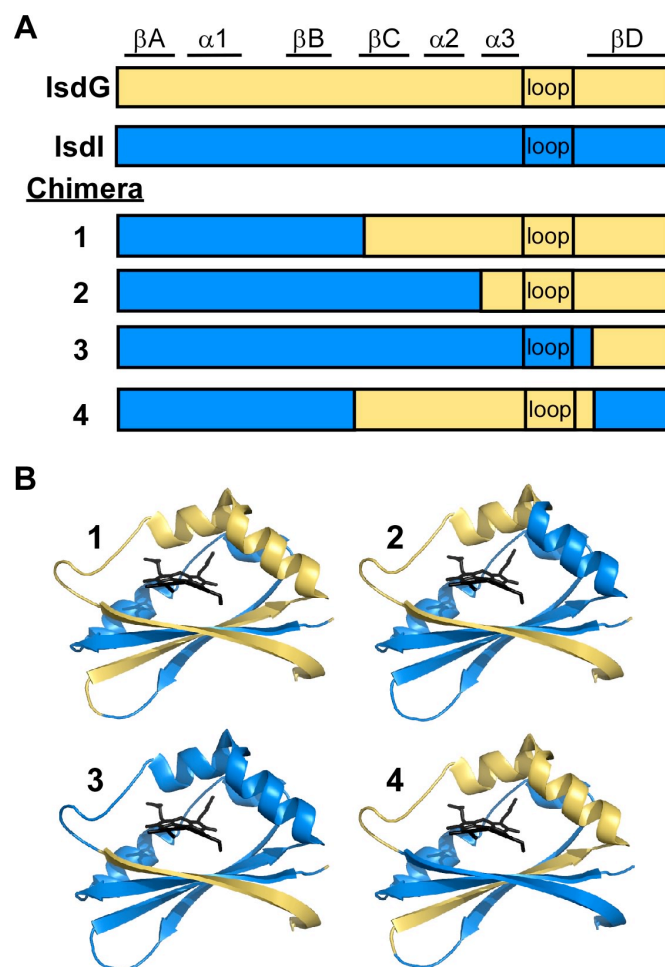 A
βA α1 βB βC α2 α3 βD
IsdG loop
IsdI loop
Chimera
1 loop
2 loop
3 loop
4 loop
B
1 2
3 4